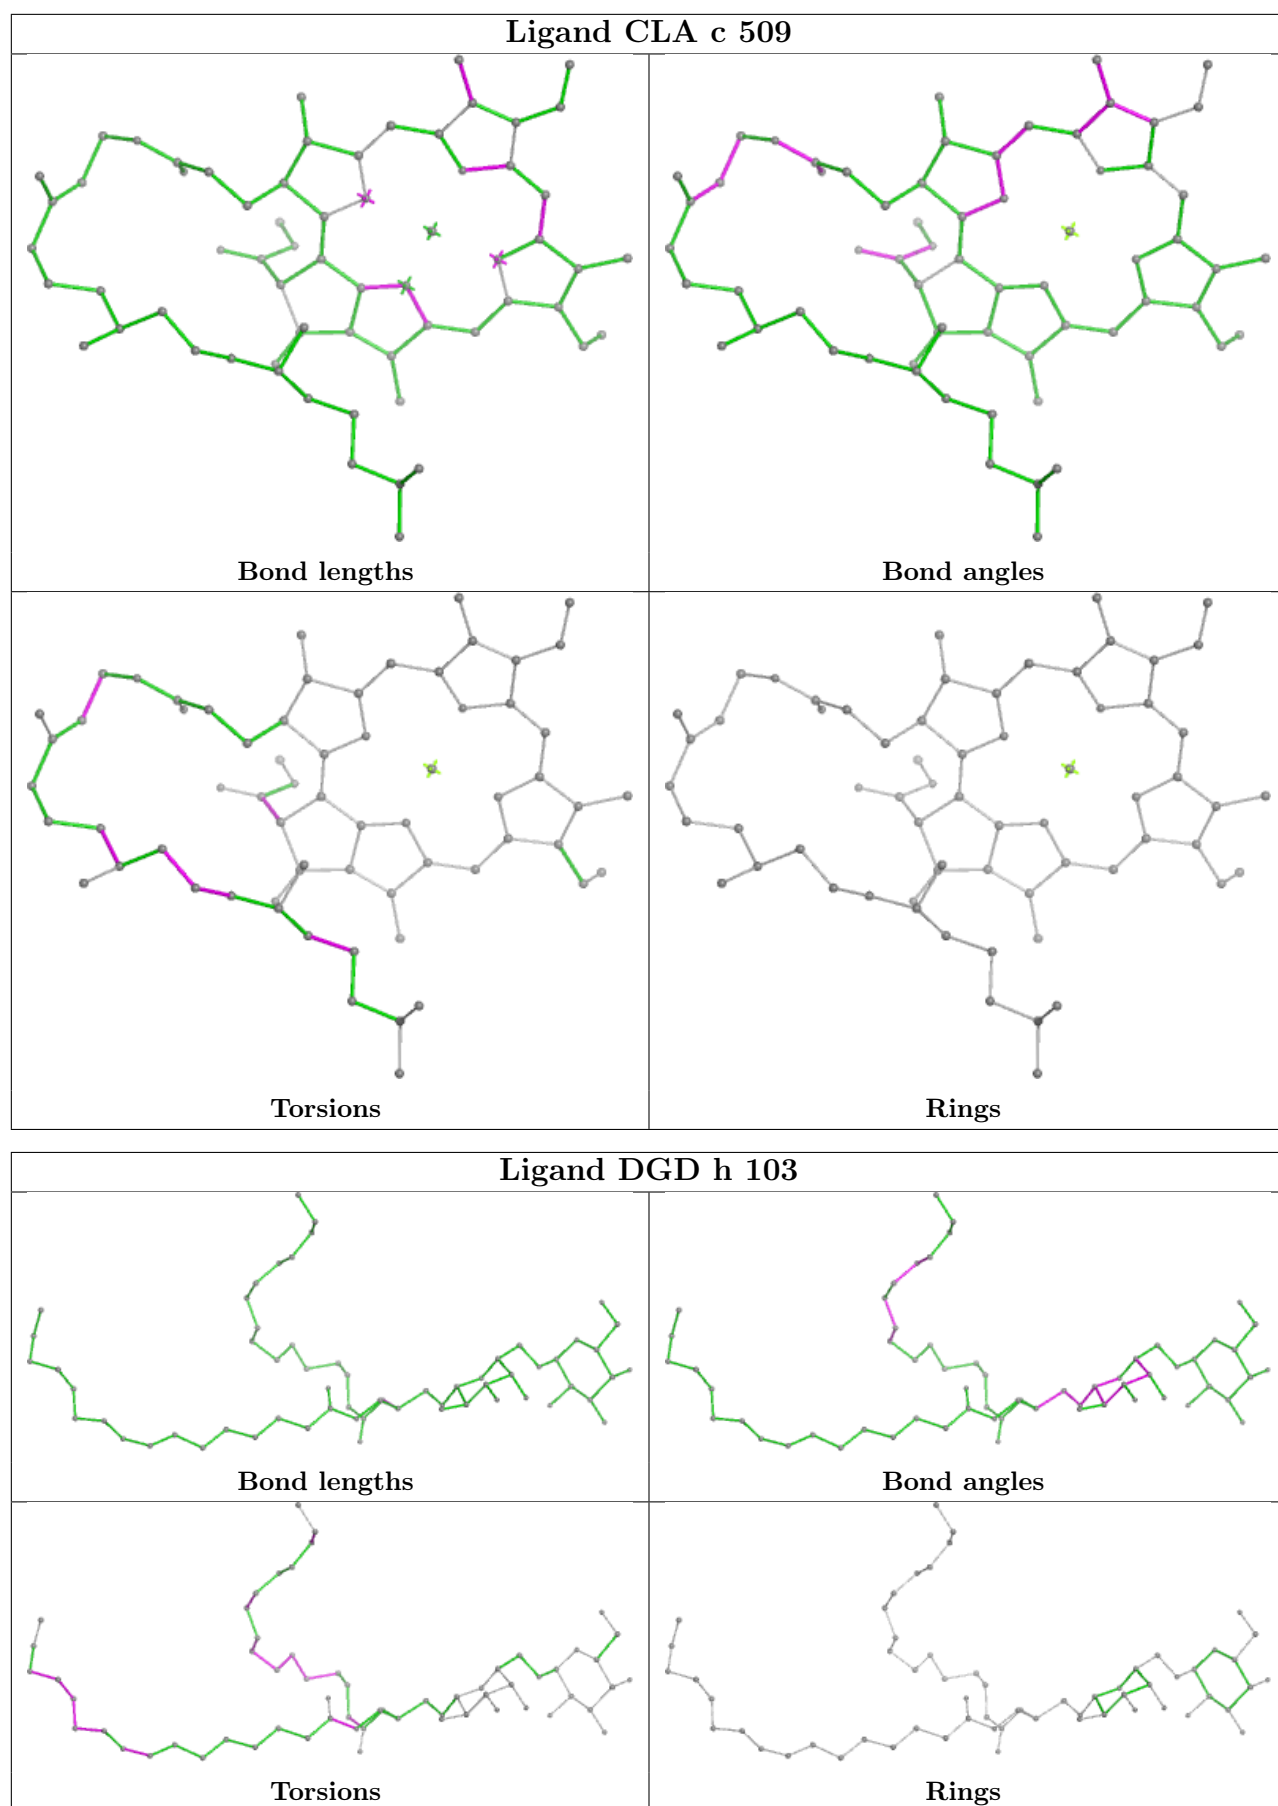 Ligand CLA c 509
Bond lengths
Bond angles
Torsions
Rings
Ligand DGD h 103
Bond lengths
Bond angles
Torsions
Rings